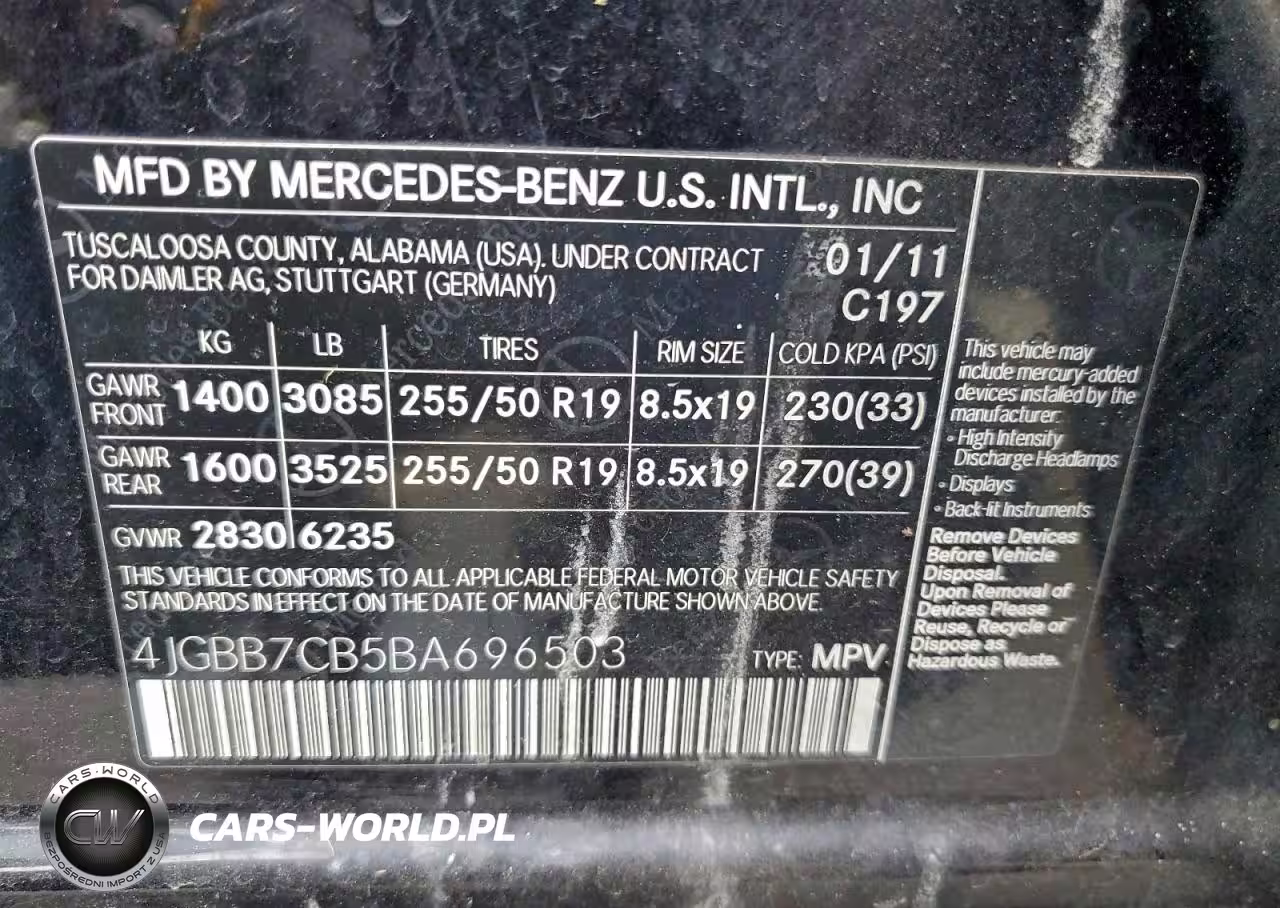 MFD BY MERCEDES-BENZ U.S. INTL., INC
TUSCALOOSA COUNTY, ALABAMA (USA). UNDER CONTRACT
FOR DAIMLER AG, STUTTGART (GERMANY)
01/11
C197
KG LB TIRES RIM SIZE COLD KPA (PSI)
GAWR FRONT 1400 3085 255/50 R19 8.5x19 230(33)
GAWR REAR 1600 3525 255/50 R19 8.5x19 270(39)
GVWR 2830 6235
THIS VEHICLE CONFORMS TO ALL APPLICABLE FEDERAL MOTOR VEHICLE SAFETY
STANDARDS IN EFFECT ON THE DATE OF MANUFACTURE SHOWN ABOVE.
4JGBB7CB5BA696503 TYPE: MPV
This vehicle may
include mercury-added
devices installed by the
manufacturer:
• High Intensity
Discharge Headlamps
• Displays
• Back-lit Instruments
Remove Devices
Before Vehicle
Disposal.
Upon Removal of
Devices Please
Reuse, Recycle or
Dispose as
Hazardous Waste.
CARS-WORLD
CW
BEZPOŚREDNI IMPORT Z USA
CARS-WORLD.PL